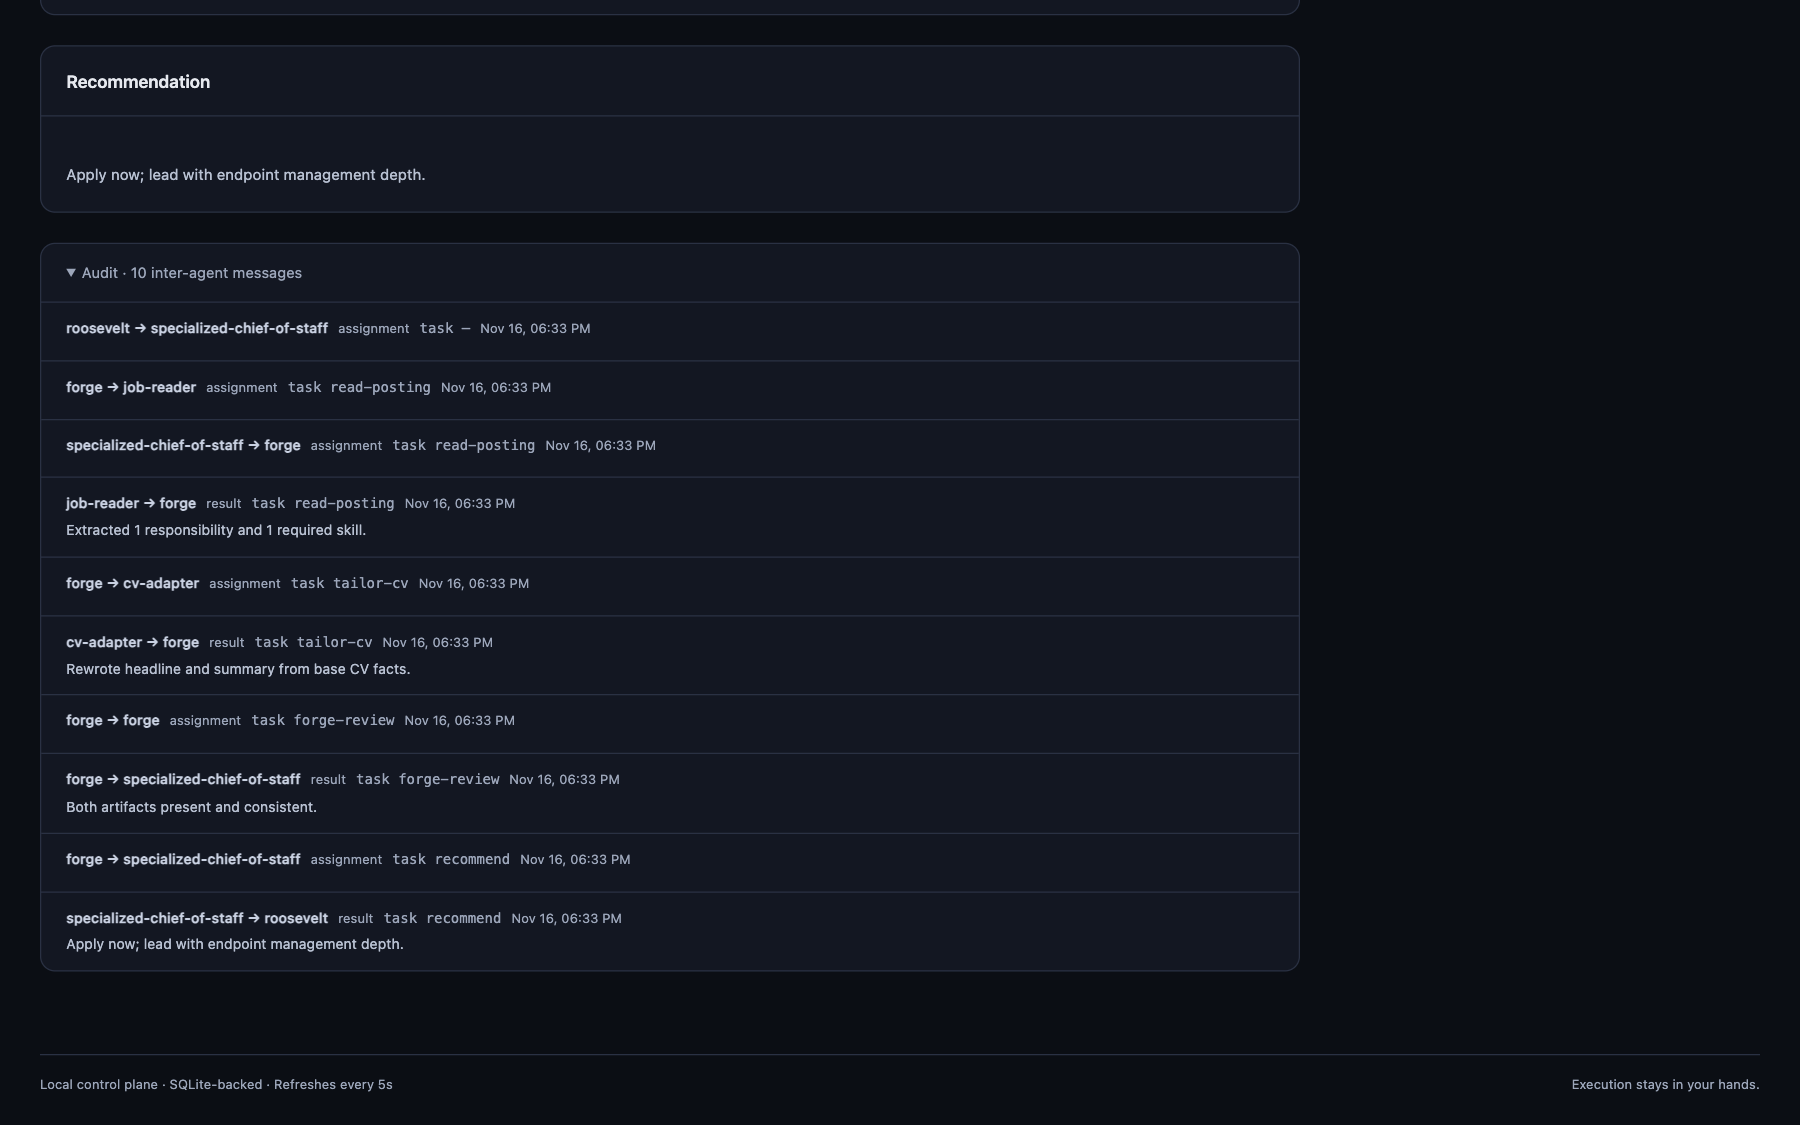 Recommendation
Apply now; lead with endpoint management depth.
▼ Audit · 10 inter-agent messages
roosevelt → specialized-chief-of-staff assignment task — Nov 16, 06:33 PM
forge → job-reader assignment task read-posting Nov 16, 06:33 PM
specialized-chief-of-staff → forge assignment task read-posting Nov 16, 06:33 PM
job-reader → forge result task read-posting Nov 16, 06:33 PM
Extracted 1 responsibility and 1 required skill.
forge → cv-adapter assignment task tailor-cv Nov 16, 06:33 PM
cv-adapter → forge result task tailor-cv Nov 16, 06:33 PM
Rewrote headline and summary from base CV facts.
forge → forge assignment task forge-review Nov 16, 06:33 PM
forge → specialized-chief-of-staff result task forge-review Nov 16, 06:33 PM
Both artifacts present and consistent.
forge → specialized-chief-of-staff assignment task recommend Nov 16, 06:33 PM
specialized-chief-of-staff → roosevelt result task recommend Nov 16, 06:33 PM
Apply now; lead with endpoint management depth.
Local control plane · SQLite-backed · Refreshes every 5s
Execution stays in your hands.